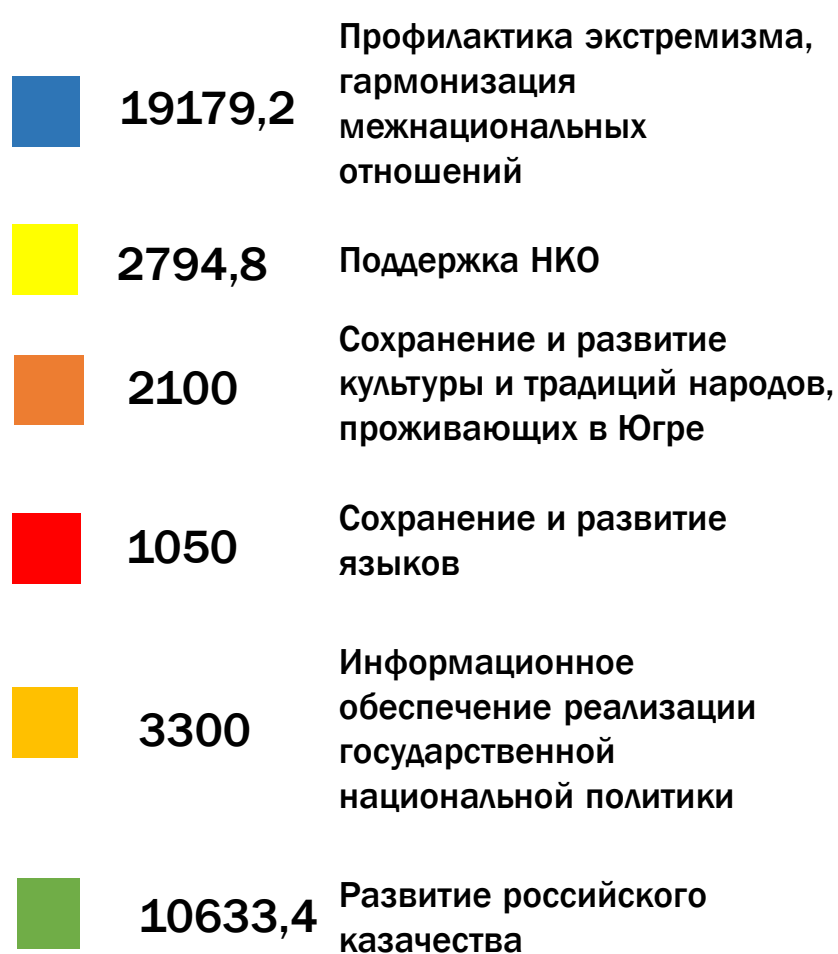 19179,2
Профилактика экстремизма,
гармонизация
межнациональных
отношений
2794,8
Поддержка НКО
2100
Сохранение и развитие
культуры и традиций народов,
проживающих в Югре
1050
Сохранение и развитие
языков
3300
Информационное
обеспечение реализации
государственной
национальной политики
10633,4
Развитие российского
казачества